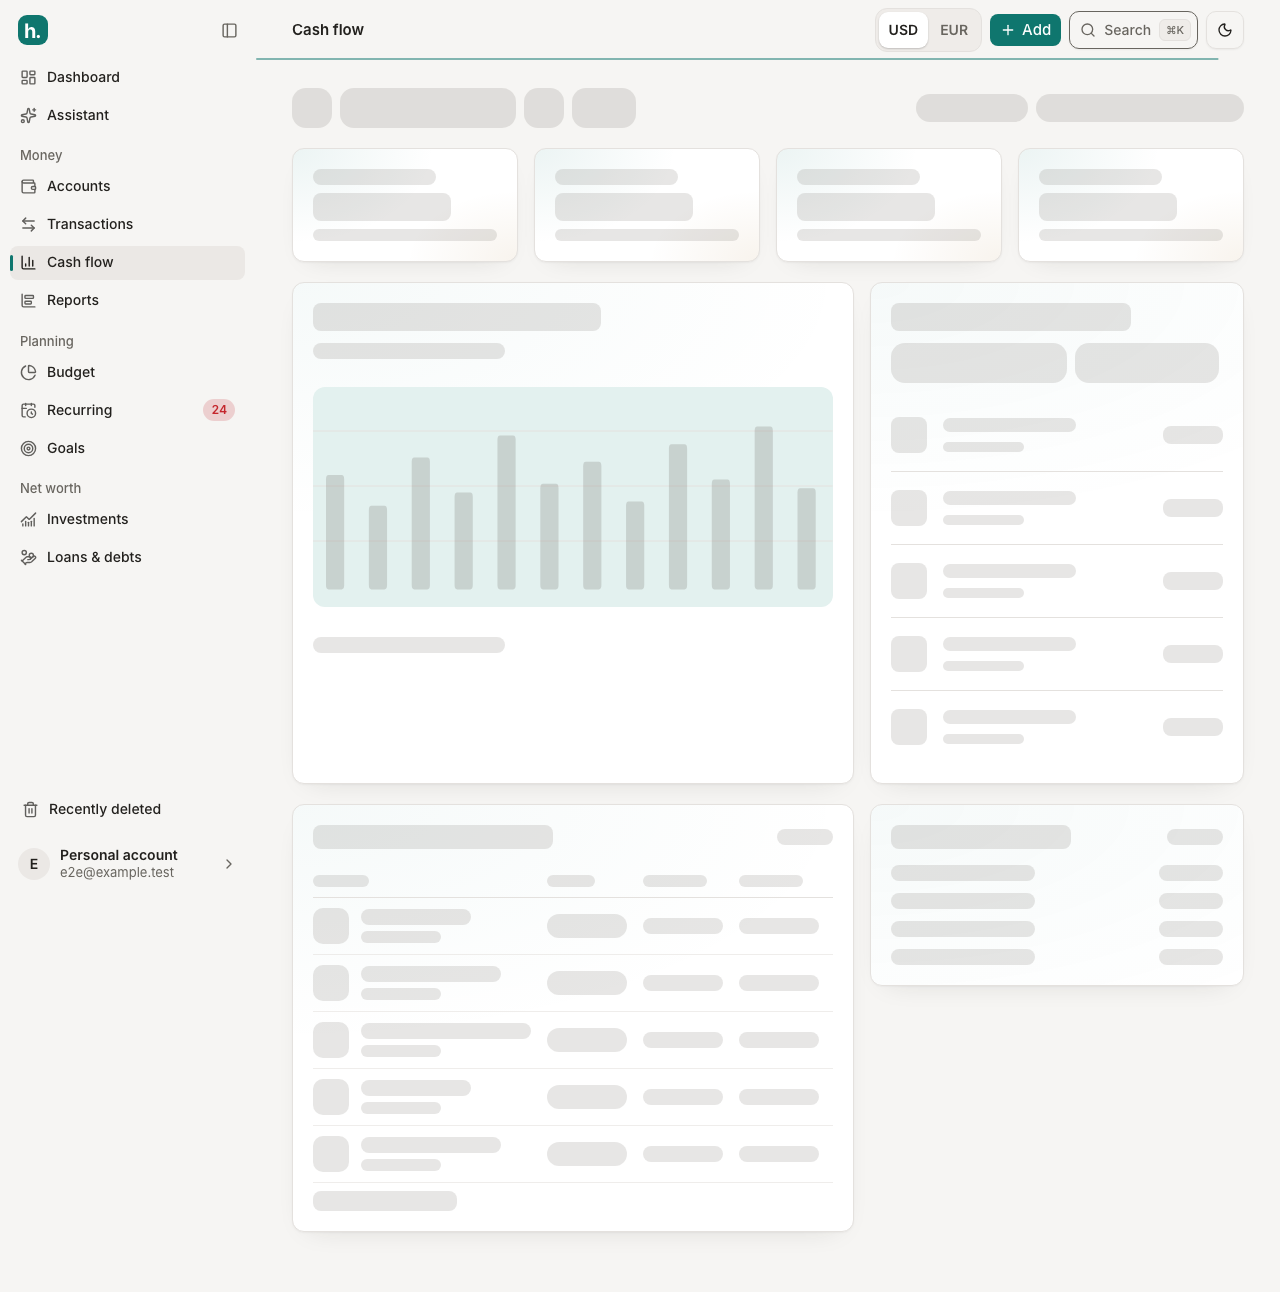 h.
Cash flow
USD
EUR
Add
Search
⌘K
Dashboard
Assistant
Money
Accounts
Transactions
Cash flow
Reports
Planning
Budget
Recurring
24
Goals
Net worth
Investments
Loans & debts
Recently deleted
E
Personal account
e2e@example.test